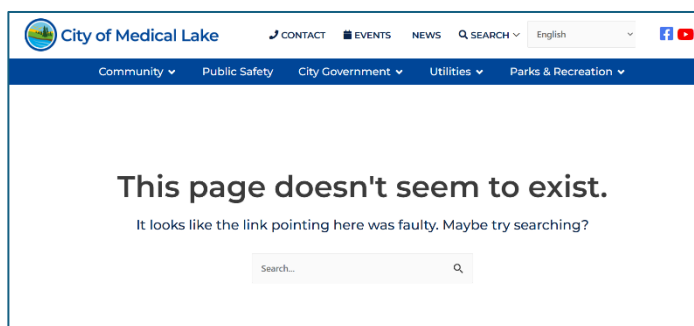 City of Medical Lake CONTACT EVENTS NEWS SEARCH English
Community Public Safety City Government Utilities Parks & Recreation
This page doesn't seem to exist.
It looks like the link pointing here was faulty. Maybe try searching?
Search...